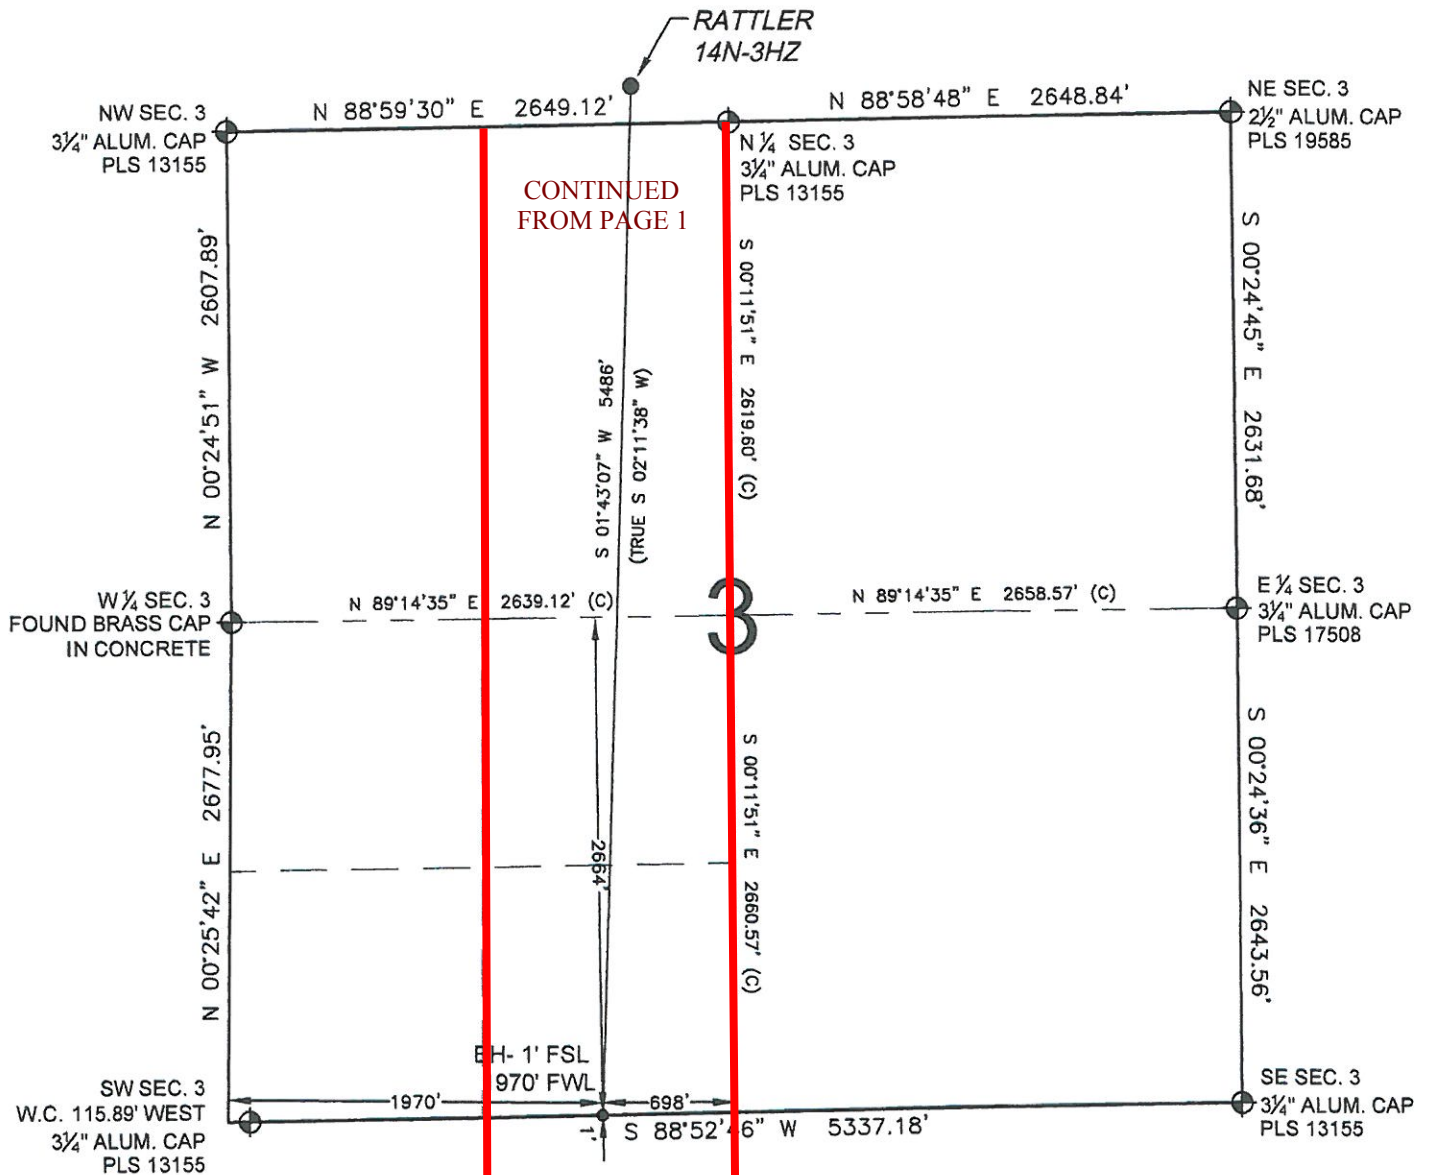 RATTLER
14N-3HZ
NW SEC. 3
3¼" ALUM. CAP
PLS 13155
N 88°59'30" E 2649.12'
N 88°58'48" E 2648.84'
NE SEC. 3
2½" ALUM. CAP
PLS 19585
N ¼ SEC. 3
3¼" ALUM. CAP
PLS 13155
CONTINUED
FROM PAGE 1
N 00°24'51" W 2607.89'
S 01°43'07" W 5486'
(TRUE S 02°11'38" W)
S 00°11'51" E 2619.60' (C)
S 00°24'45" E 2631.68'
W ¼ SEC. 3
FOUND BRASS CAP
IN CONCRETE
N 89°14'35" E 2639.12' (C)
3
N 89°14'35" E 2658.57' (C)
E ¼ SEC. 3
3¼" ALUM. CAP
PLS 17508
N 00°25'42" E 2677.95'
2664'
S 00°11'51" E 2660.57' (C)
S 00°24'36" E 2643.56'
BH- 1' FSL
970' FWL
SW SEC. 3
W.C. 115.89' WEST
3¼" ALUM. CAP
PLS 13155
1970'
698'
1'
S 88°52'46" W 5337.18'
SE SEC. 3
3¼" ALUM. CAP
PLS 13155